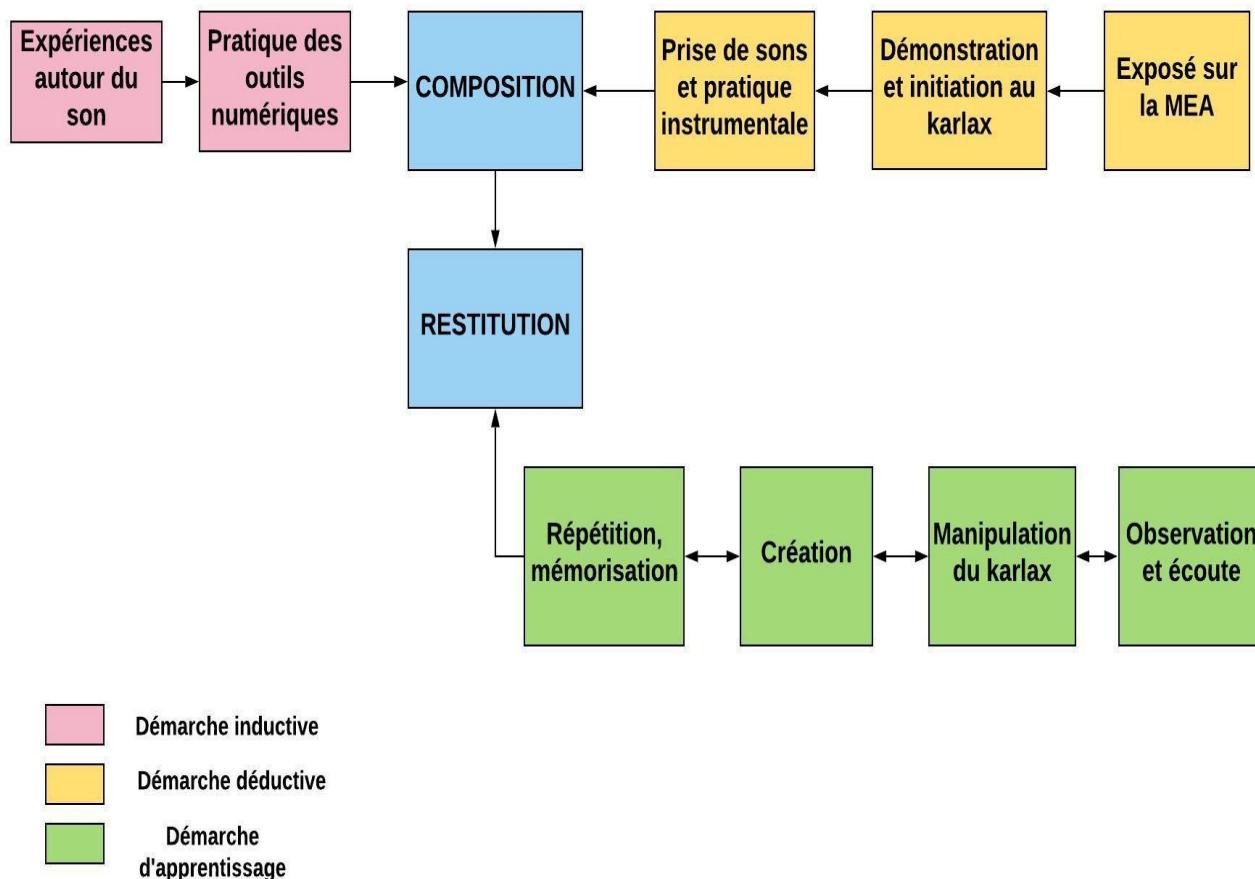 Expériences
autour du
son
Pratique des
outils
numériques
COMPOSITION
Prise de sons
et pratique
instrumentale
Démonstration
et initiation au
karlax
Exposé sur
la MEA
RESTITUTION
Répétition,
mémorisation
Création
Manipulation
du karlax
Observation
et écoute
Démarche inductive
Démarche déductive
Démarche
d'apprentissage